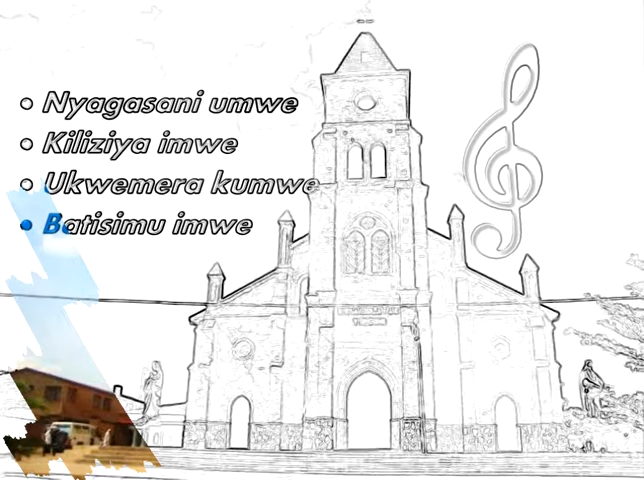 Nyagasani umwe
Kiliziya imwe
Ukwemera kumwe
Batisimu imwe